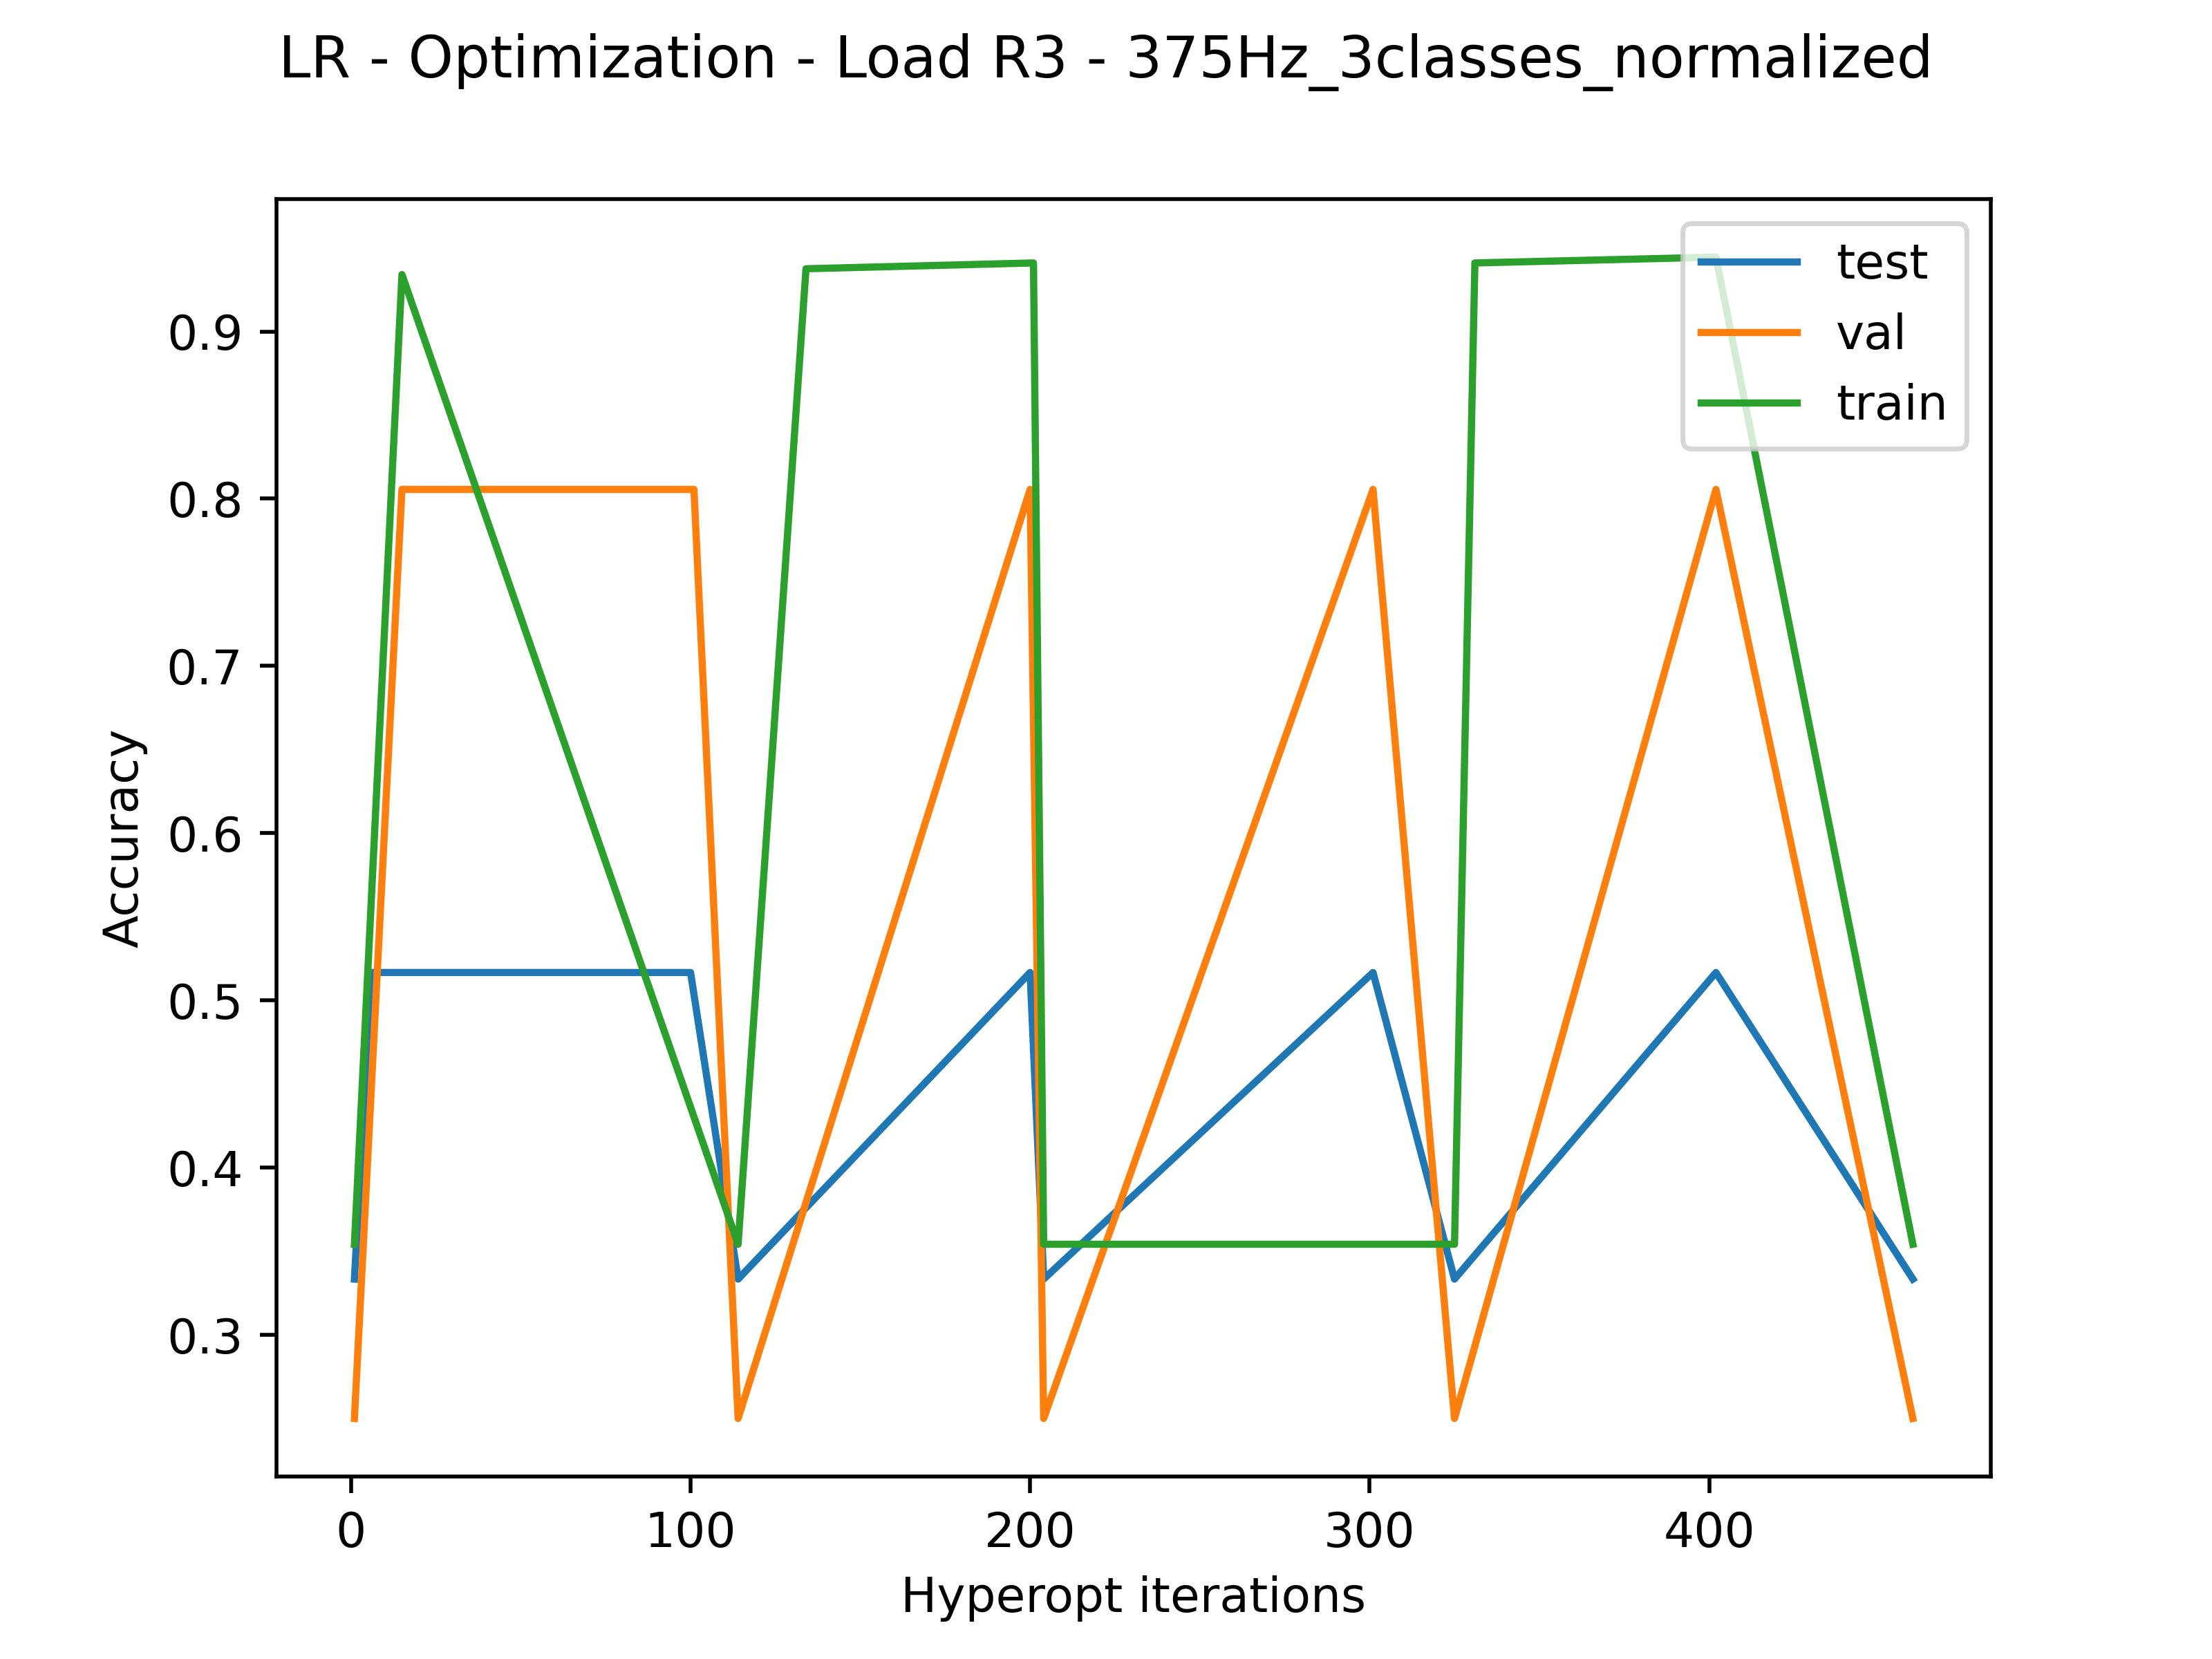 LR - Optimization - Load R3 - 375Hz_3classes_normalized
test
val
train
0.9
0.8
0.7
0.6
0.5
0.4
0.3
Accuracy
0 100 200 300 400
Hyperopt iterations